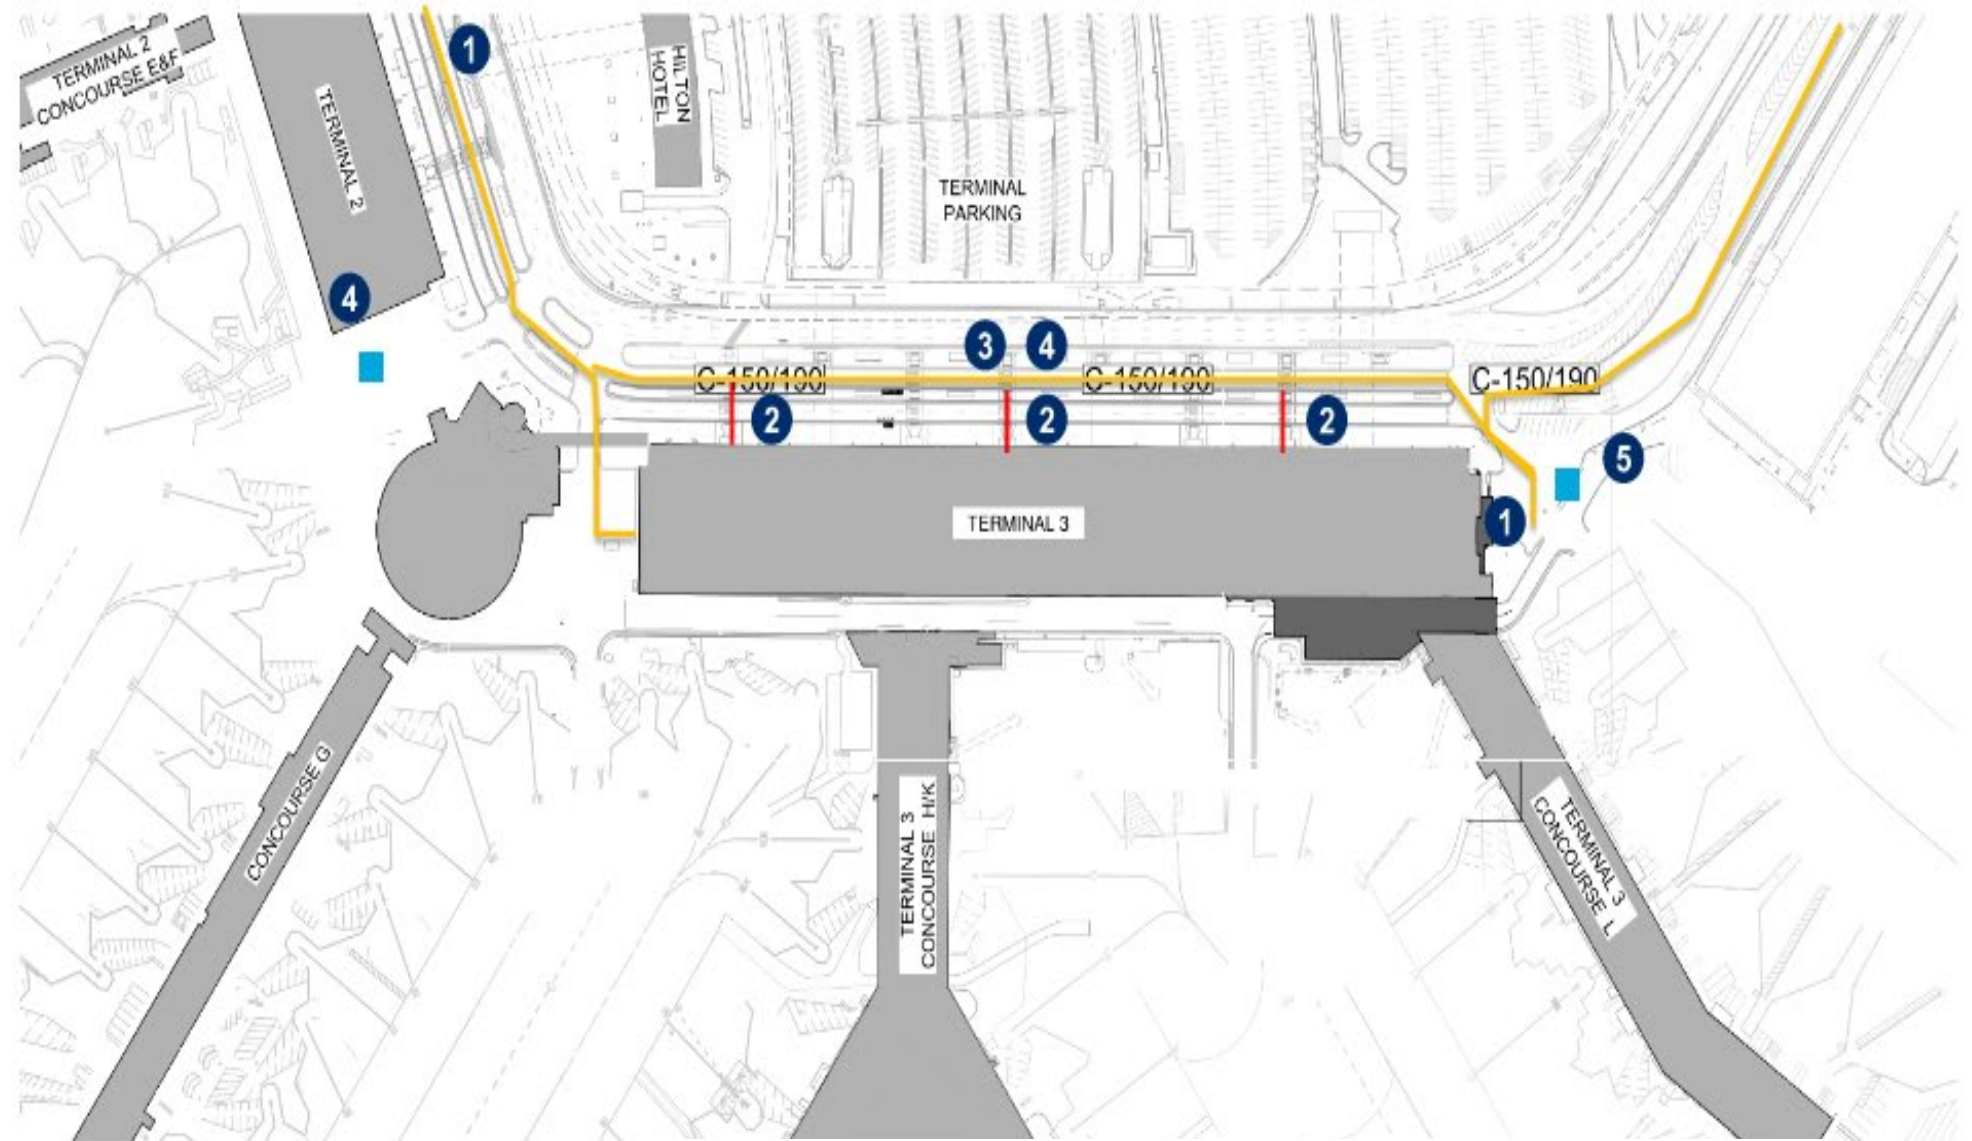 TERMINAL 2
CONCOURSE E&F
1
TERMINAL 2
HILTON
HOTEL
TERMINAL
PARKING
4
3
4
C-150/190
C-150/190
C-150/190
2
2
2
5
TERMINAL 3
1
CONCOURSE G
TERMINAL 3
CONCOURSE H/K
TERMINAL 3
CONCOURSE L